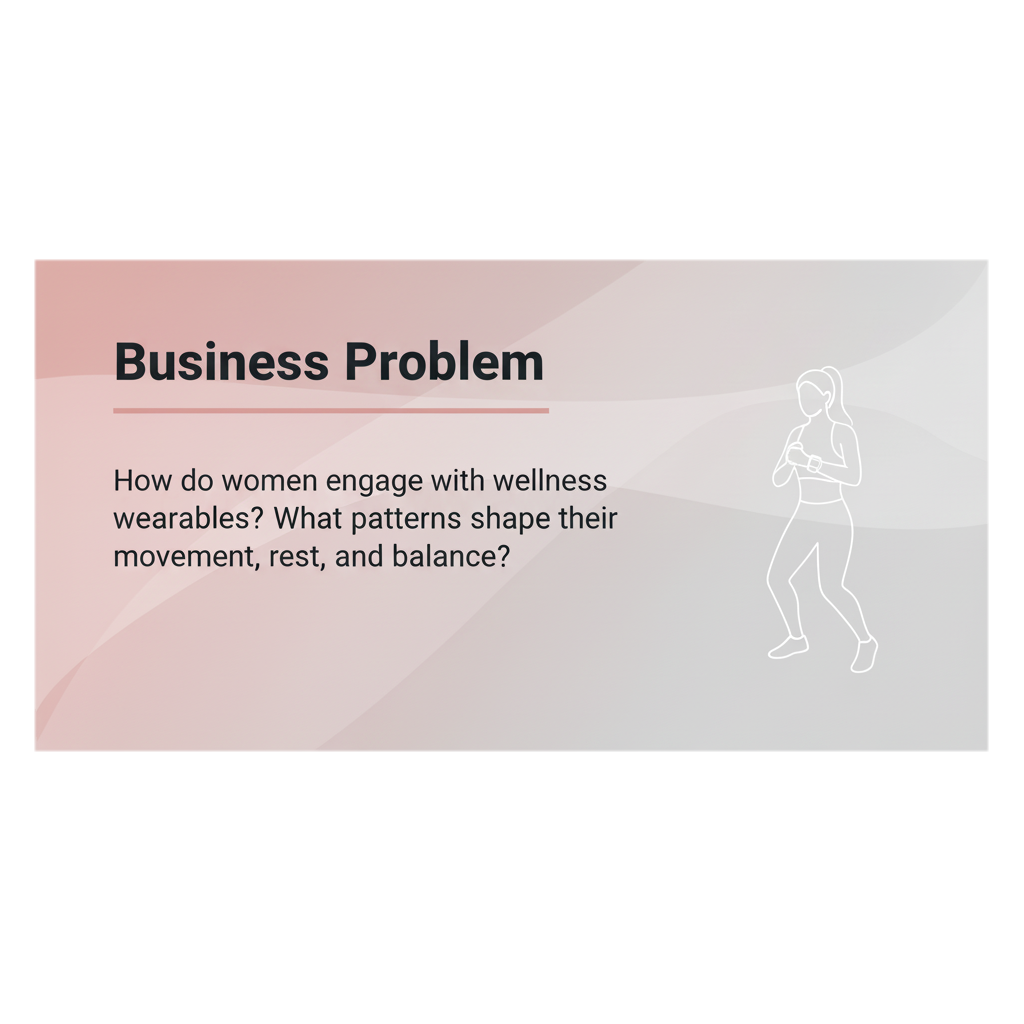 Business Problem
How do women engage with wellness
wearables? What patterns shape their
movement, rest, and balance?